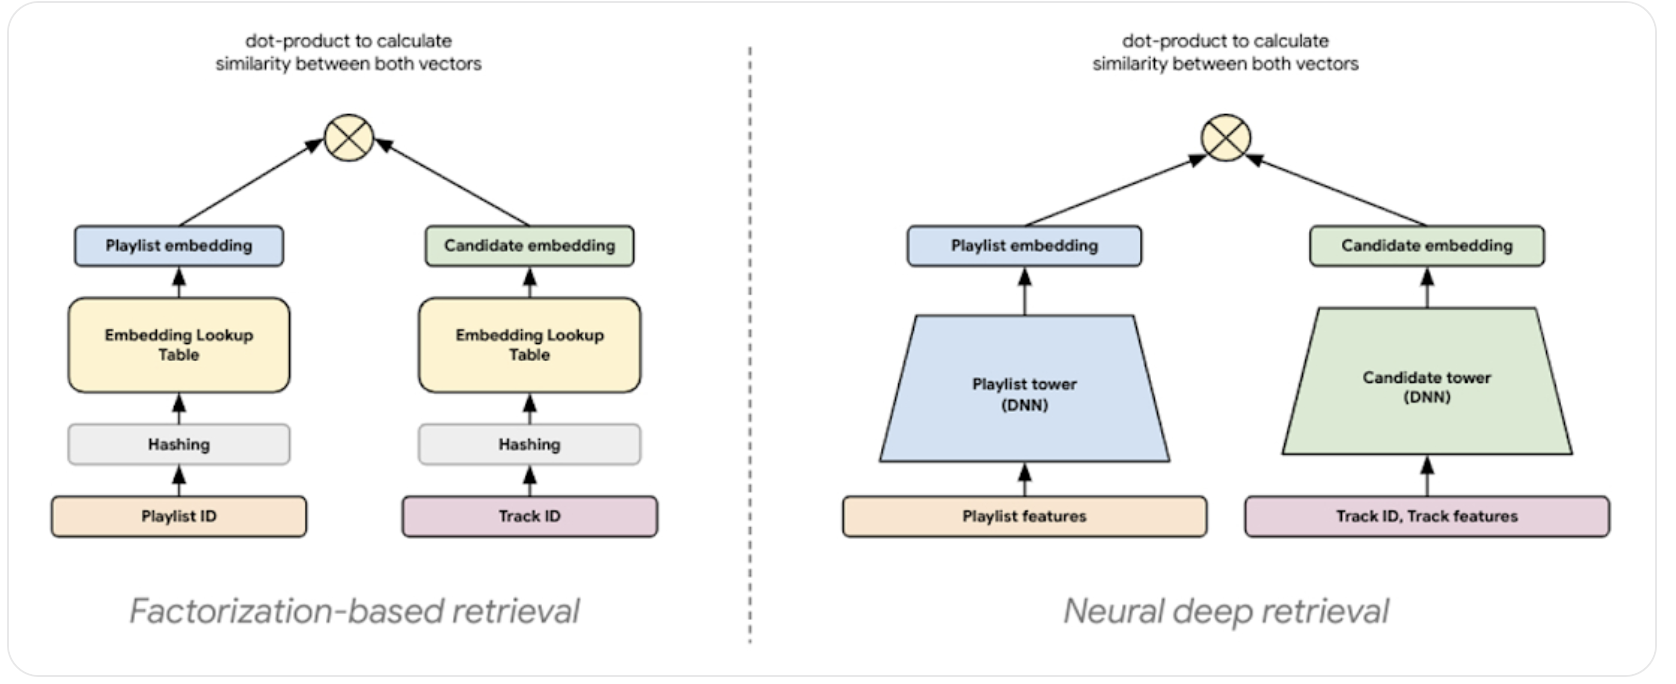 dot-product to calculate
similarity between both vectors
Playlist embedding
Candidate embedding
Embedding Lookup
Table
Embedding Lookup
Table
Hashing
Hashing
Playlist ID
Track ID
Factorization-based retrieval
dot-product to calculate
similarity between both vectors
Playlist embedding
Candidate embedding
Playlist tower
(DNN)
Candidate tower
(DNN)
Playlist features
Track ID, Track features
Neural deep retrieval